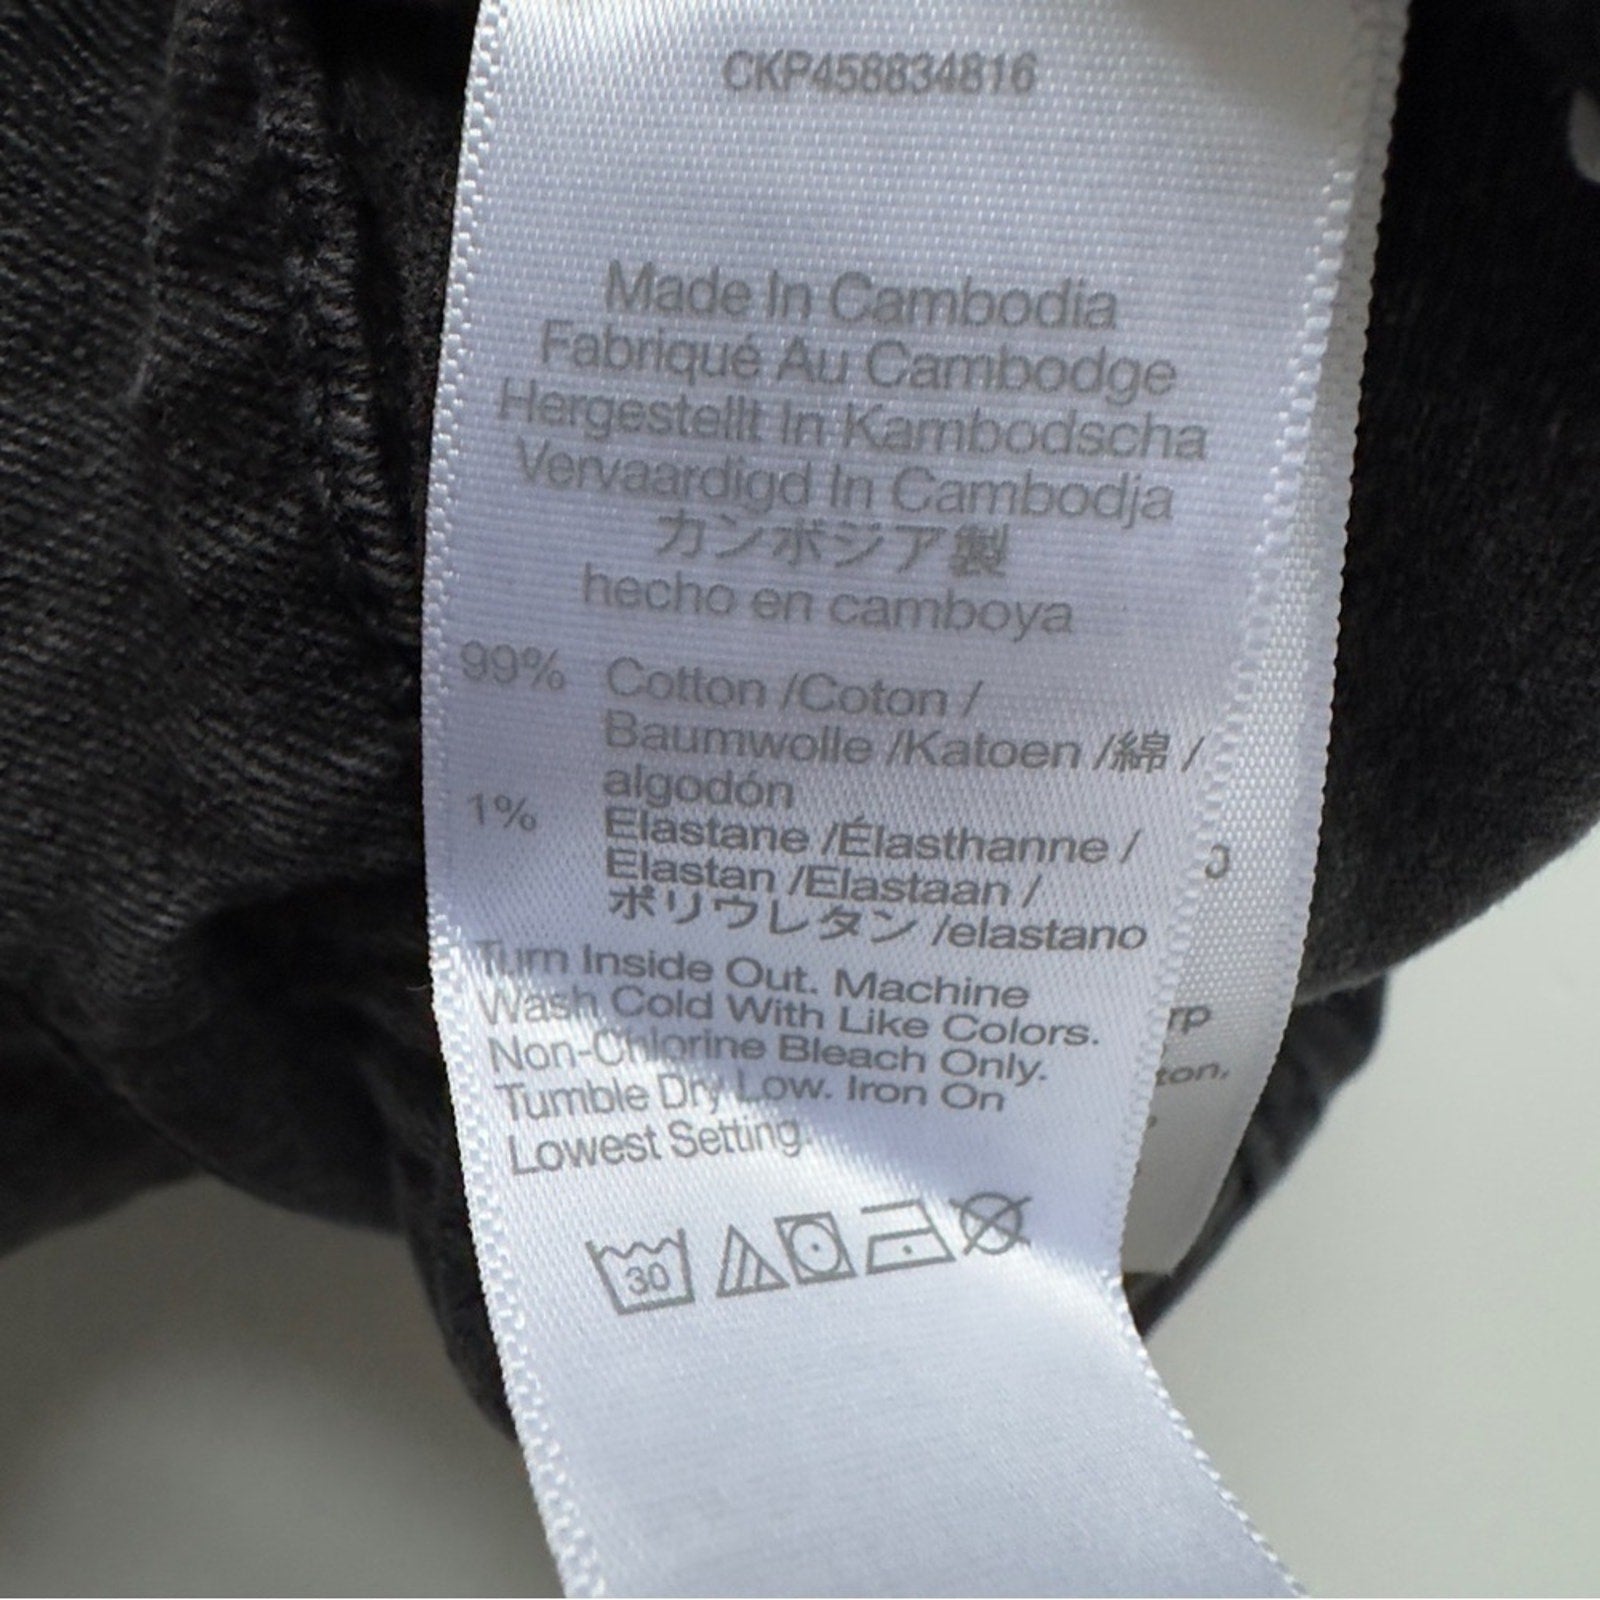 CKP458834816
Made In Cambodia
Fabriqué Au Cambodge
Hergestellt In Kambodscha
Vervaardigd In Cambodja
カンボジア製
hecho en camboya
99% Cotton /Coton /
Baumwolle /Katoen /綿 /
algodón
1% Elastane /Élasthanne /
Elastan /Elastaan /
ポリウレタン /elastano
Turn Inside Out. Machine
Wash Cold With Like Colors.
Non-Chlorine Bleach Only.
Tumble Dry Low. Iron On
Lowest Setting.
30